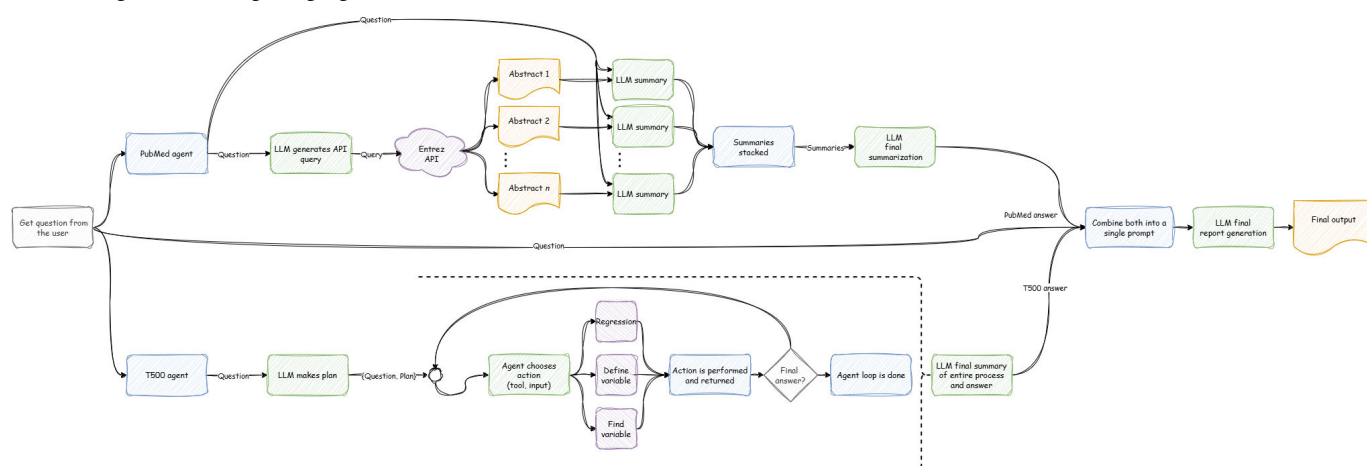 Question
Abstract 1
LLM summary
PubMed agent
Question
LLM generates API
query
Query
Entrez
API
Abstract 2
LLM summary
Summaries
stacked
Summaries
LLM
final
summarization
Abstract n
LLM summary
Get question from
the user
Question
PubMed answer
Combine both into a
single prompt
LLM final
report generation
Final output
T500 answer
T500 agent
Question
LLM makes plan
(Question, Plan)
Agent chooses
action
(tool, input)
Regression
Define
variable
Find
variable
Action is performed
and returned
Final
answer?
Agent loop is done
LLM final summary
of entire process
and answer